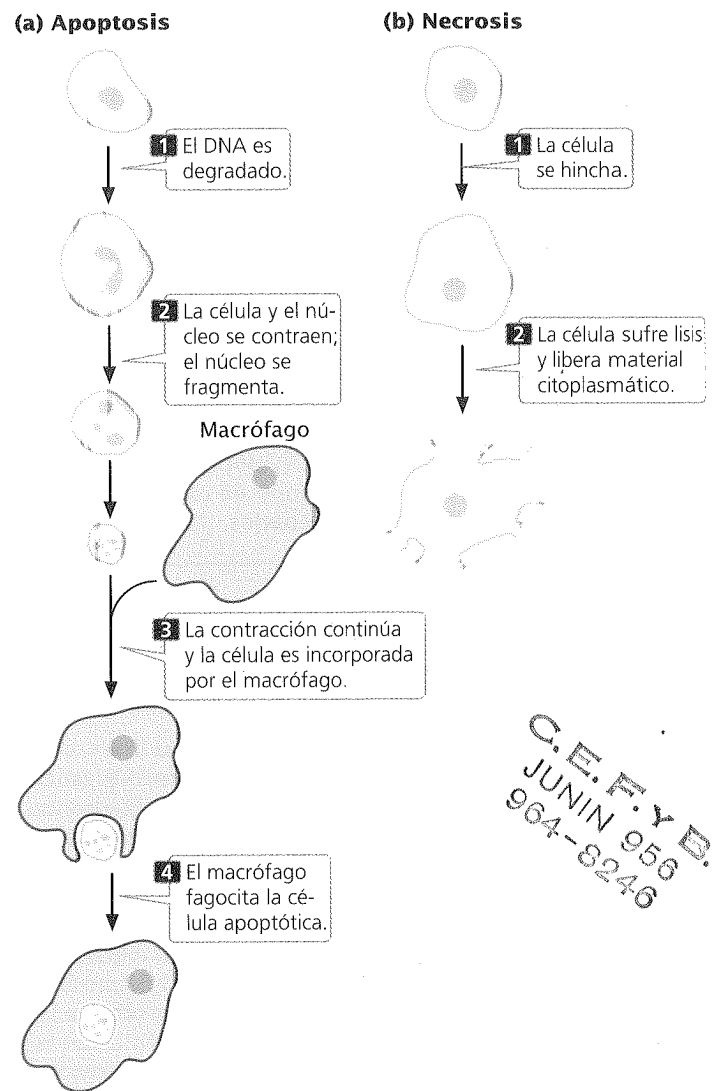 (a) Apoptosis
1 El DNA es
degradado.
2 La célula y el nú-
cleo se contraen;
el núcleo se
fragmenta.
Macrófago
3 La contracción continúa
y la célula es incorporada
por el macrófago.
4 El macrófago
fagocita la cé-
lula apoptótica.
(b) Necrosis
1 La célula
se hincha.
2 La célula sufre lisis
y libera material
citoplasmático.
C.E.F. Y B.
JUNIN 956
964-8246